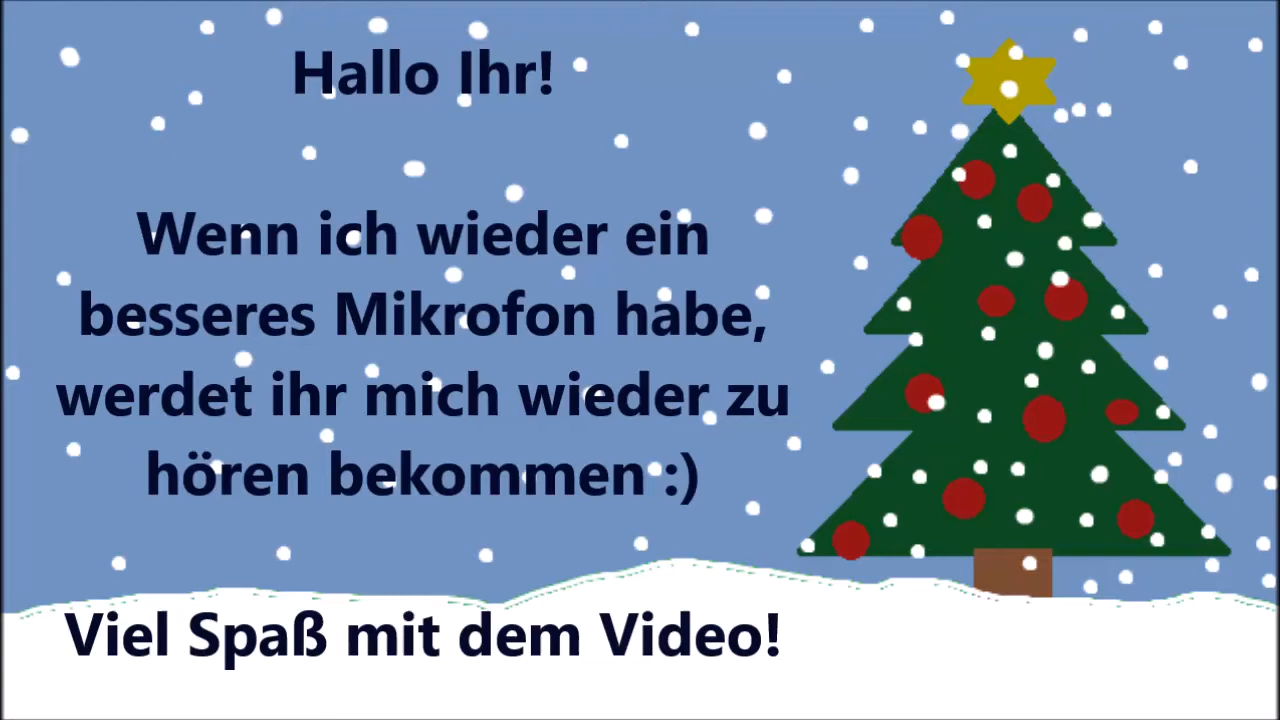 Hallo Ihr!
Wenn ich wieder ein
besseres Mikrofon habe,
werdet ihr mich wieder zu
hören bekommen :)
Viel Spaß mit dem Video!